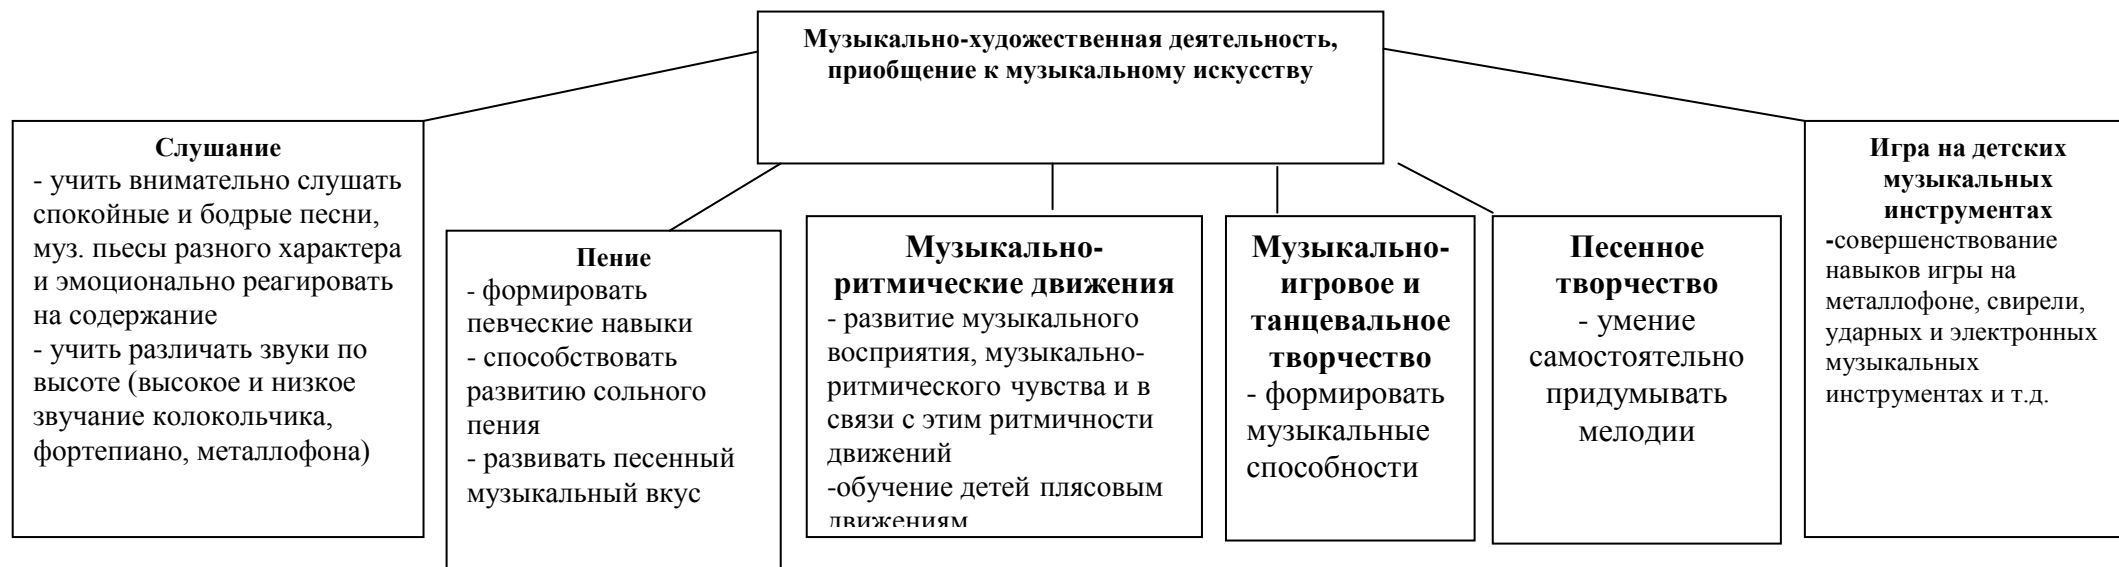 Музыкально-художественная деятельность,
приобщение к музыкальному искусству
Слушание
- учить внимательно слушать
спокойные и бодрые песни,
муз. пьесы разного характера
и эмоционально реагировать
на содержание
- учить различать звуки по
высоте (высокое и низкое
звучание колокольчика,
фортепиано, металлофона)
Пение
- формировать
певческие навыки
- способствовать
развитию сольного
пения
- развивать песенный
музыкальный вкус
Музыкально-
ритмические движения
- развитие музыкального
восприятия, музыкально-
ритмического чувства и в
связи с этим ритмичности
движений
-обучение детей плясовым
движениям
Музыкально-
игровое и
танцевальное
творчество
- формировать
музыкальные
способности
Песенное
творчество
- умение
самостоятельно
придумывать
мелодии
Игра на детских
музыкальных
инструментах
-совершенствование
навыков игры на
металлофоне, свирели,
ударных и электронных
музыкальных
инструментах и т.д.